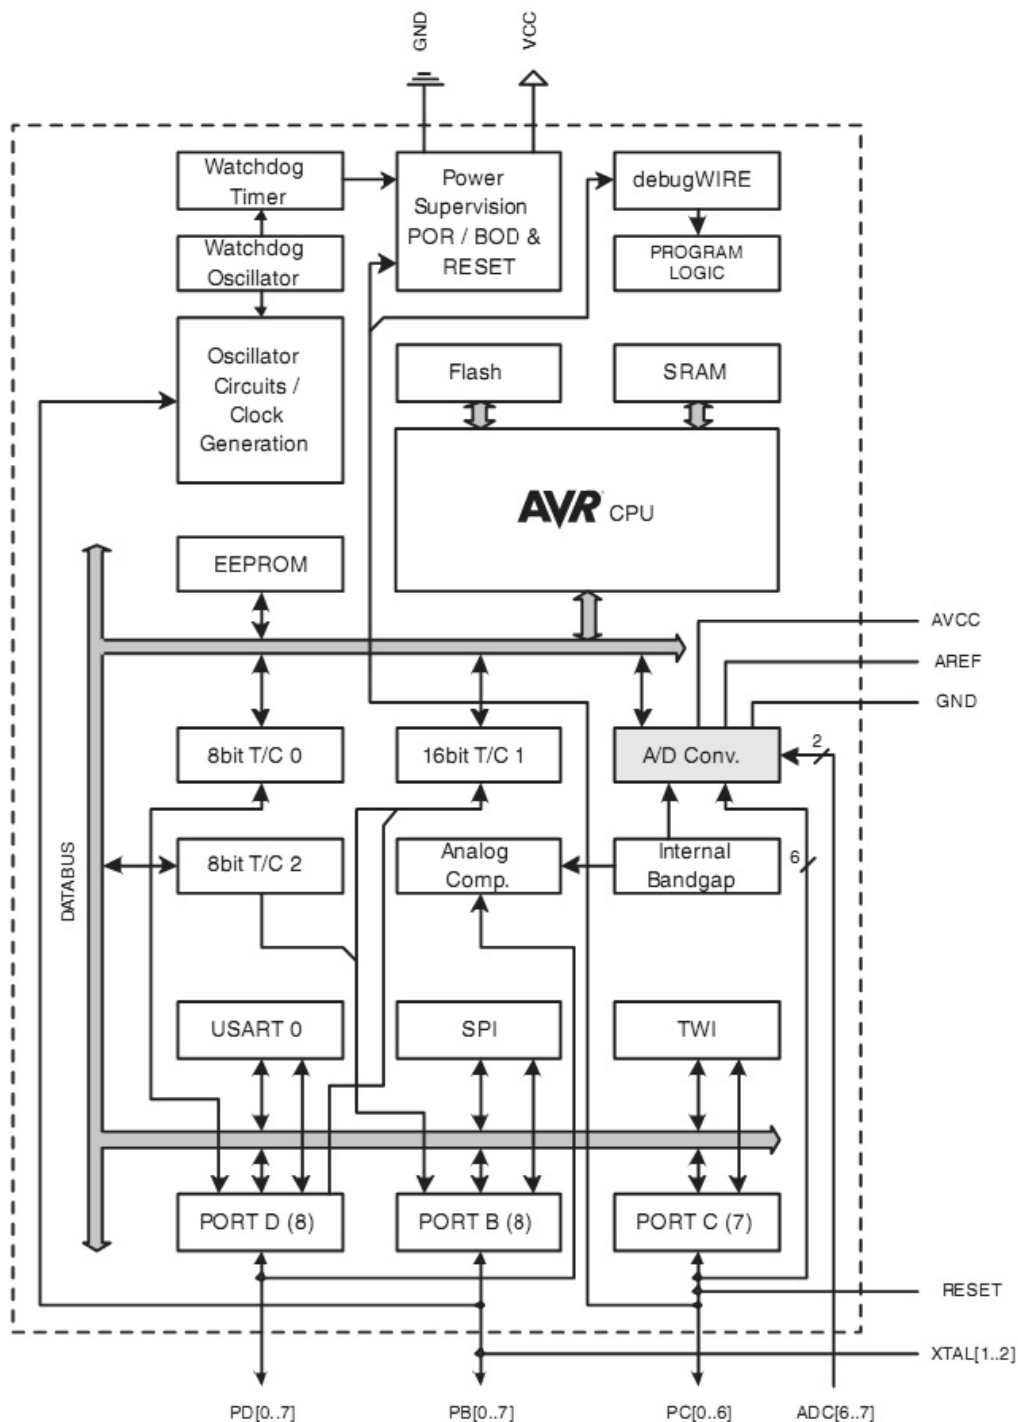 GND
VCC
Watchdog
Timer
Power
Supervision
POR / BOD &
RESET
debugWIRE
Watchdog
Oscillator
PROGRAM
LOGIC
Oscillator
Circuits /
Clock
Generation
Flash
SRAM
AVR CPU
EEPROM
AVCC
AREF
GND
8bit T/C 0
16bit T/C 1
A/D Conv.
2
DATABUS
8bit T/C 2
Analog
Comp.
Internal
Bandgap
6
USART 0
SPI
TWI
PORT D (8)
PORT B (8)
PORT C (7)
RESET
XTAL[1..2]
PD[0..7]
PB[0..7]
PC[0..6]
ADC[6..7]